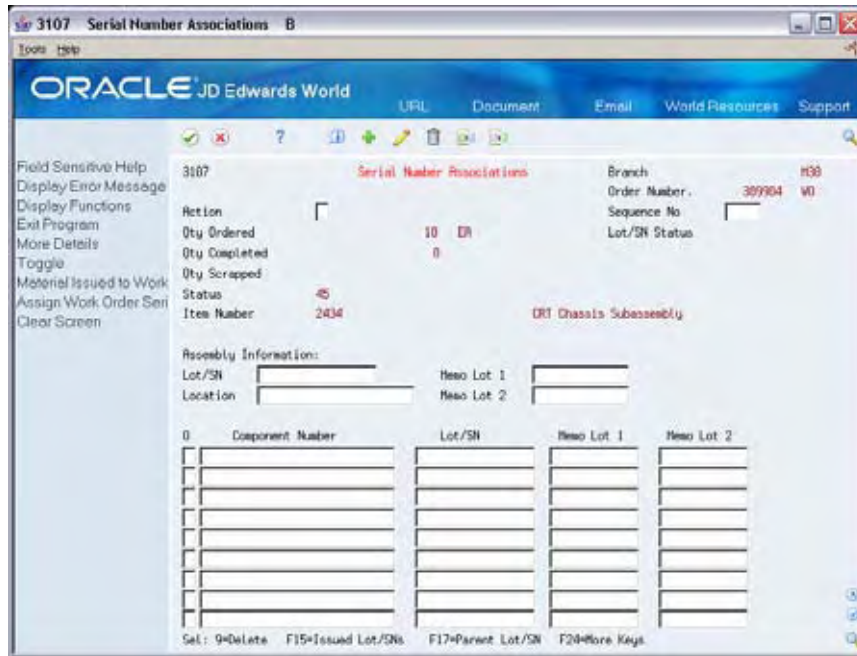 3107 Serial Number Associations B
Tools Help
ORACLE JD Edwards World
URL Document Email World Resources Support
Field Sensitive Help
Display Error Message
Display Functions
Exit Program
More Details
Toggle
Material Issued to Work
Assign Work Order Seri
Clear Screen
3107 Serial Number Associations Branch M30
Order Number. 389904 WO
Action Sequence No
Qty Ordered 10 EA Lot/SN Status
Qty Completed 0
Qty Scrapped
Status 45
Item Number 2434 CRT Chassis Subassembly
Assembly Information:
Lot/SN Memo Lot 1
Location Memo Lot 2
O Component Number Lot/SN Memo Lot 1 Memo Lot 2
Sel: 9=Delete F15=Issued Lot/SNs F17=Parent Lot/SN F24=More Keys